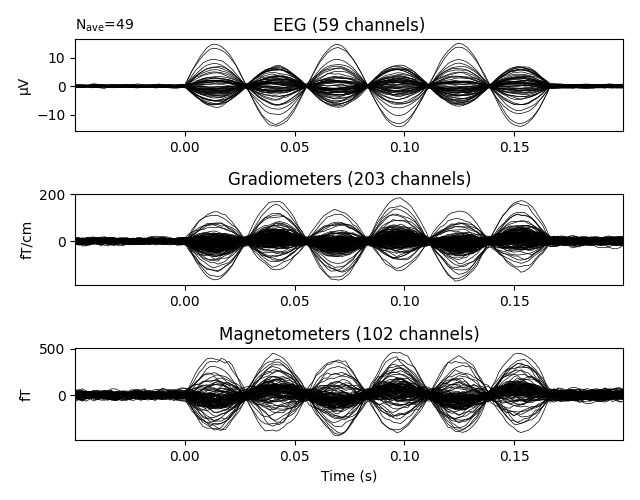 N_ave=49
EEG (59 channels)
10
0
−10
µV
0.00 0.05 0.10 0.15
Gradiometers (203 channels)
200
0
fT/cm
0.00 0.05 0.10 0.15
Magnetometers (102 channels)
500
0
fT
0.00 0.05 0.10 0.15
Time (s)